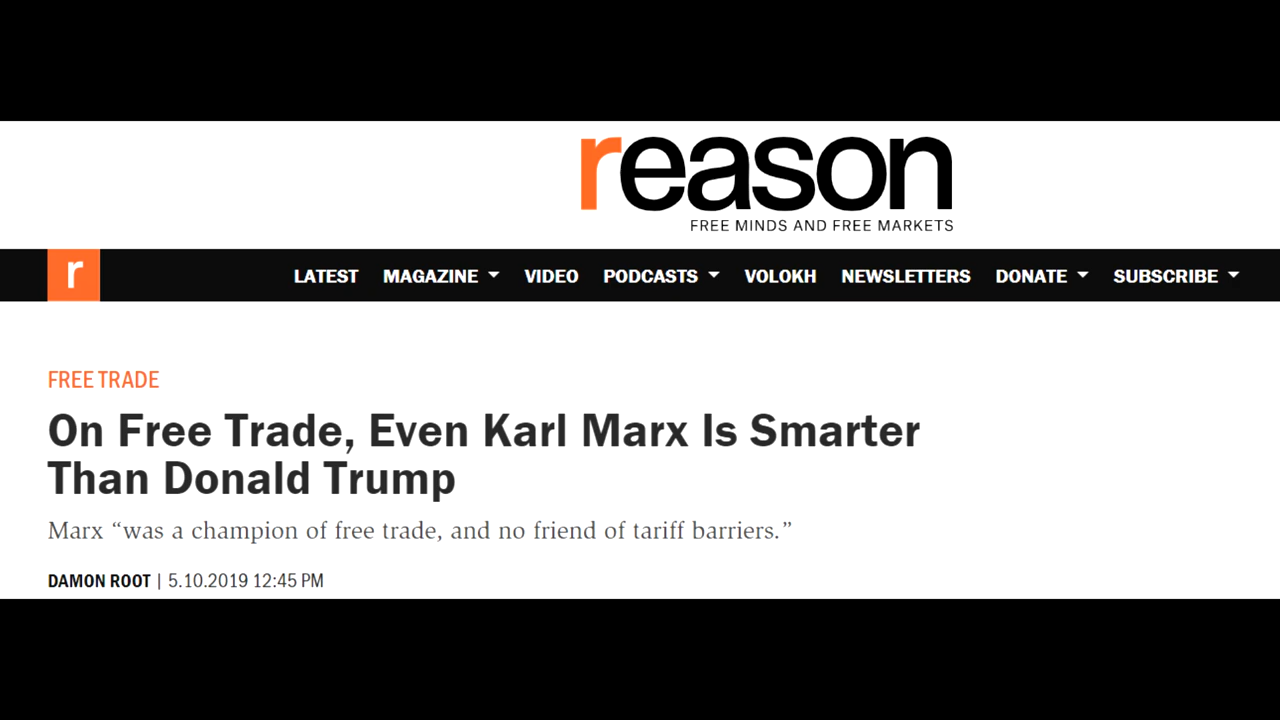 reason
FREE MINDS AND FREE MARKETS
r
LATEST MAGAZINE VIDEO PODCASTS VOLOKH NEWSLETTERS DONATE SUBSCRIBE
FREE TRADE
On Free Trade, Even Karl Marx Is Smarter
Than Donald Trump
Marx “was a champion of free trade, and no friend of tariff barriers.”
DAMON ROOT | 5.10.2019 12:45 PM